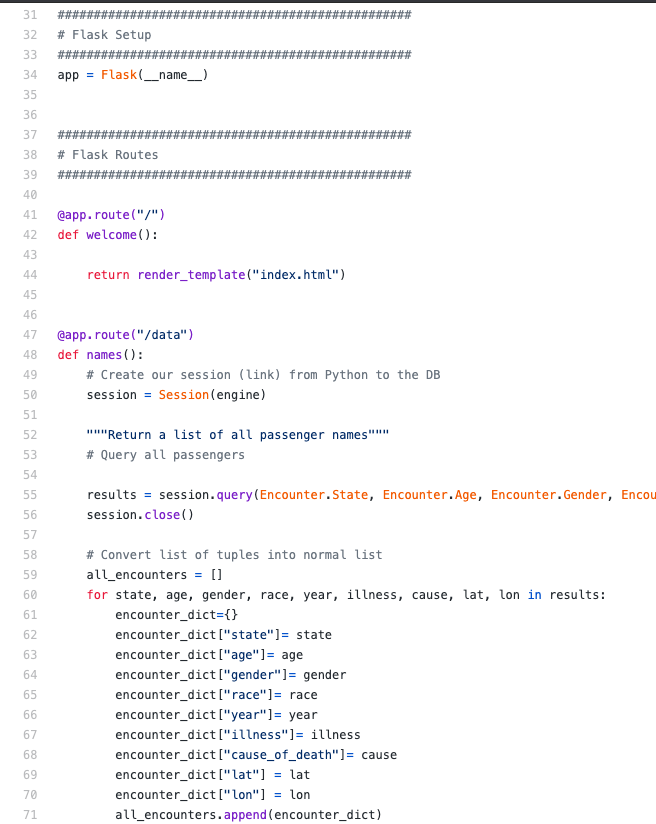 31 #################################################
32 # Flask Setup
33 #################################################
34 app = Flask(__name__)
35
36
37 #################################################
38 # Flask Routes
39 #################################################
40
41 @app.route("/")
42 def welcome():
43
44     return render_template("index.html")
45
46
47 @app.route("/data")
48 def names():
49     # Create our session (link) from Python to the DB
50     session = Session(engine)
51
52     """Return a list of all passenger names"""
53     # Query all passengers
54
55     results = session.query(Encounter.State, Encounter.Age, Encounter.Gender, Encou
56     session.close()
57
58     # Convert list of tuples into normal list
59     all_encounters = []
60     for state, age, gender, race, year, illness, cause, lat, lon in results:
61         encounter_dict={}
62         encounter_dict["state"]= state
63         encounter_dict["age"]= age
64         encounter_dict["gender"]= gender
65         encounter_dict["race"]= race
66         encounter_dict["year"]= year
67         encounter_dict["illness"]= illness
68         encounter_dict["cause_of_death"]= cause
69         encounter_dict["lat"] = lat
70         encounter_dict["lon"] = lon
71         all_encounters.append(encounter_dict)